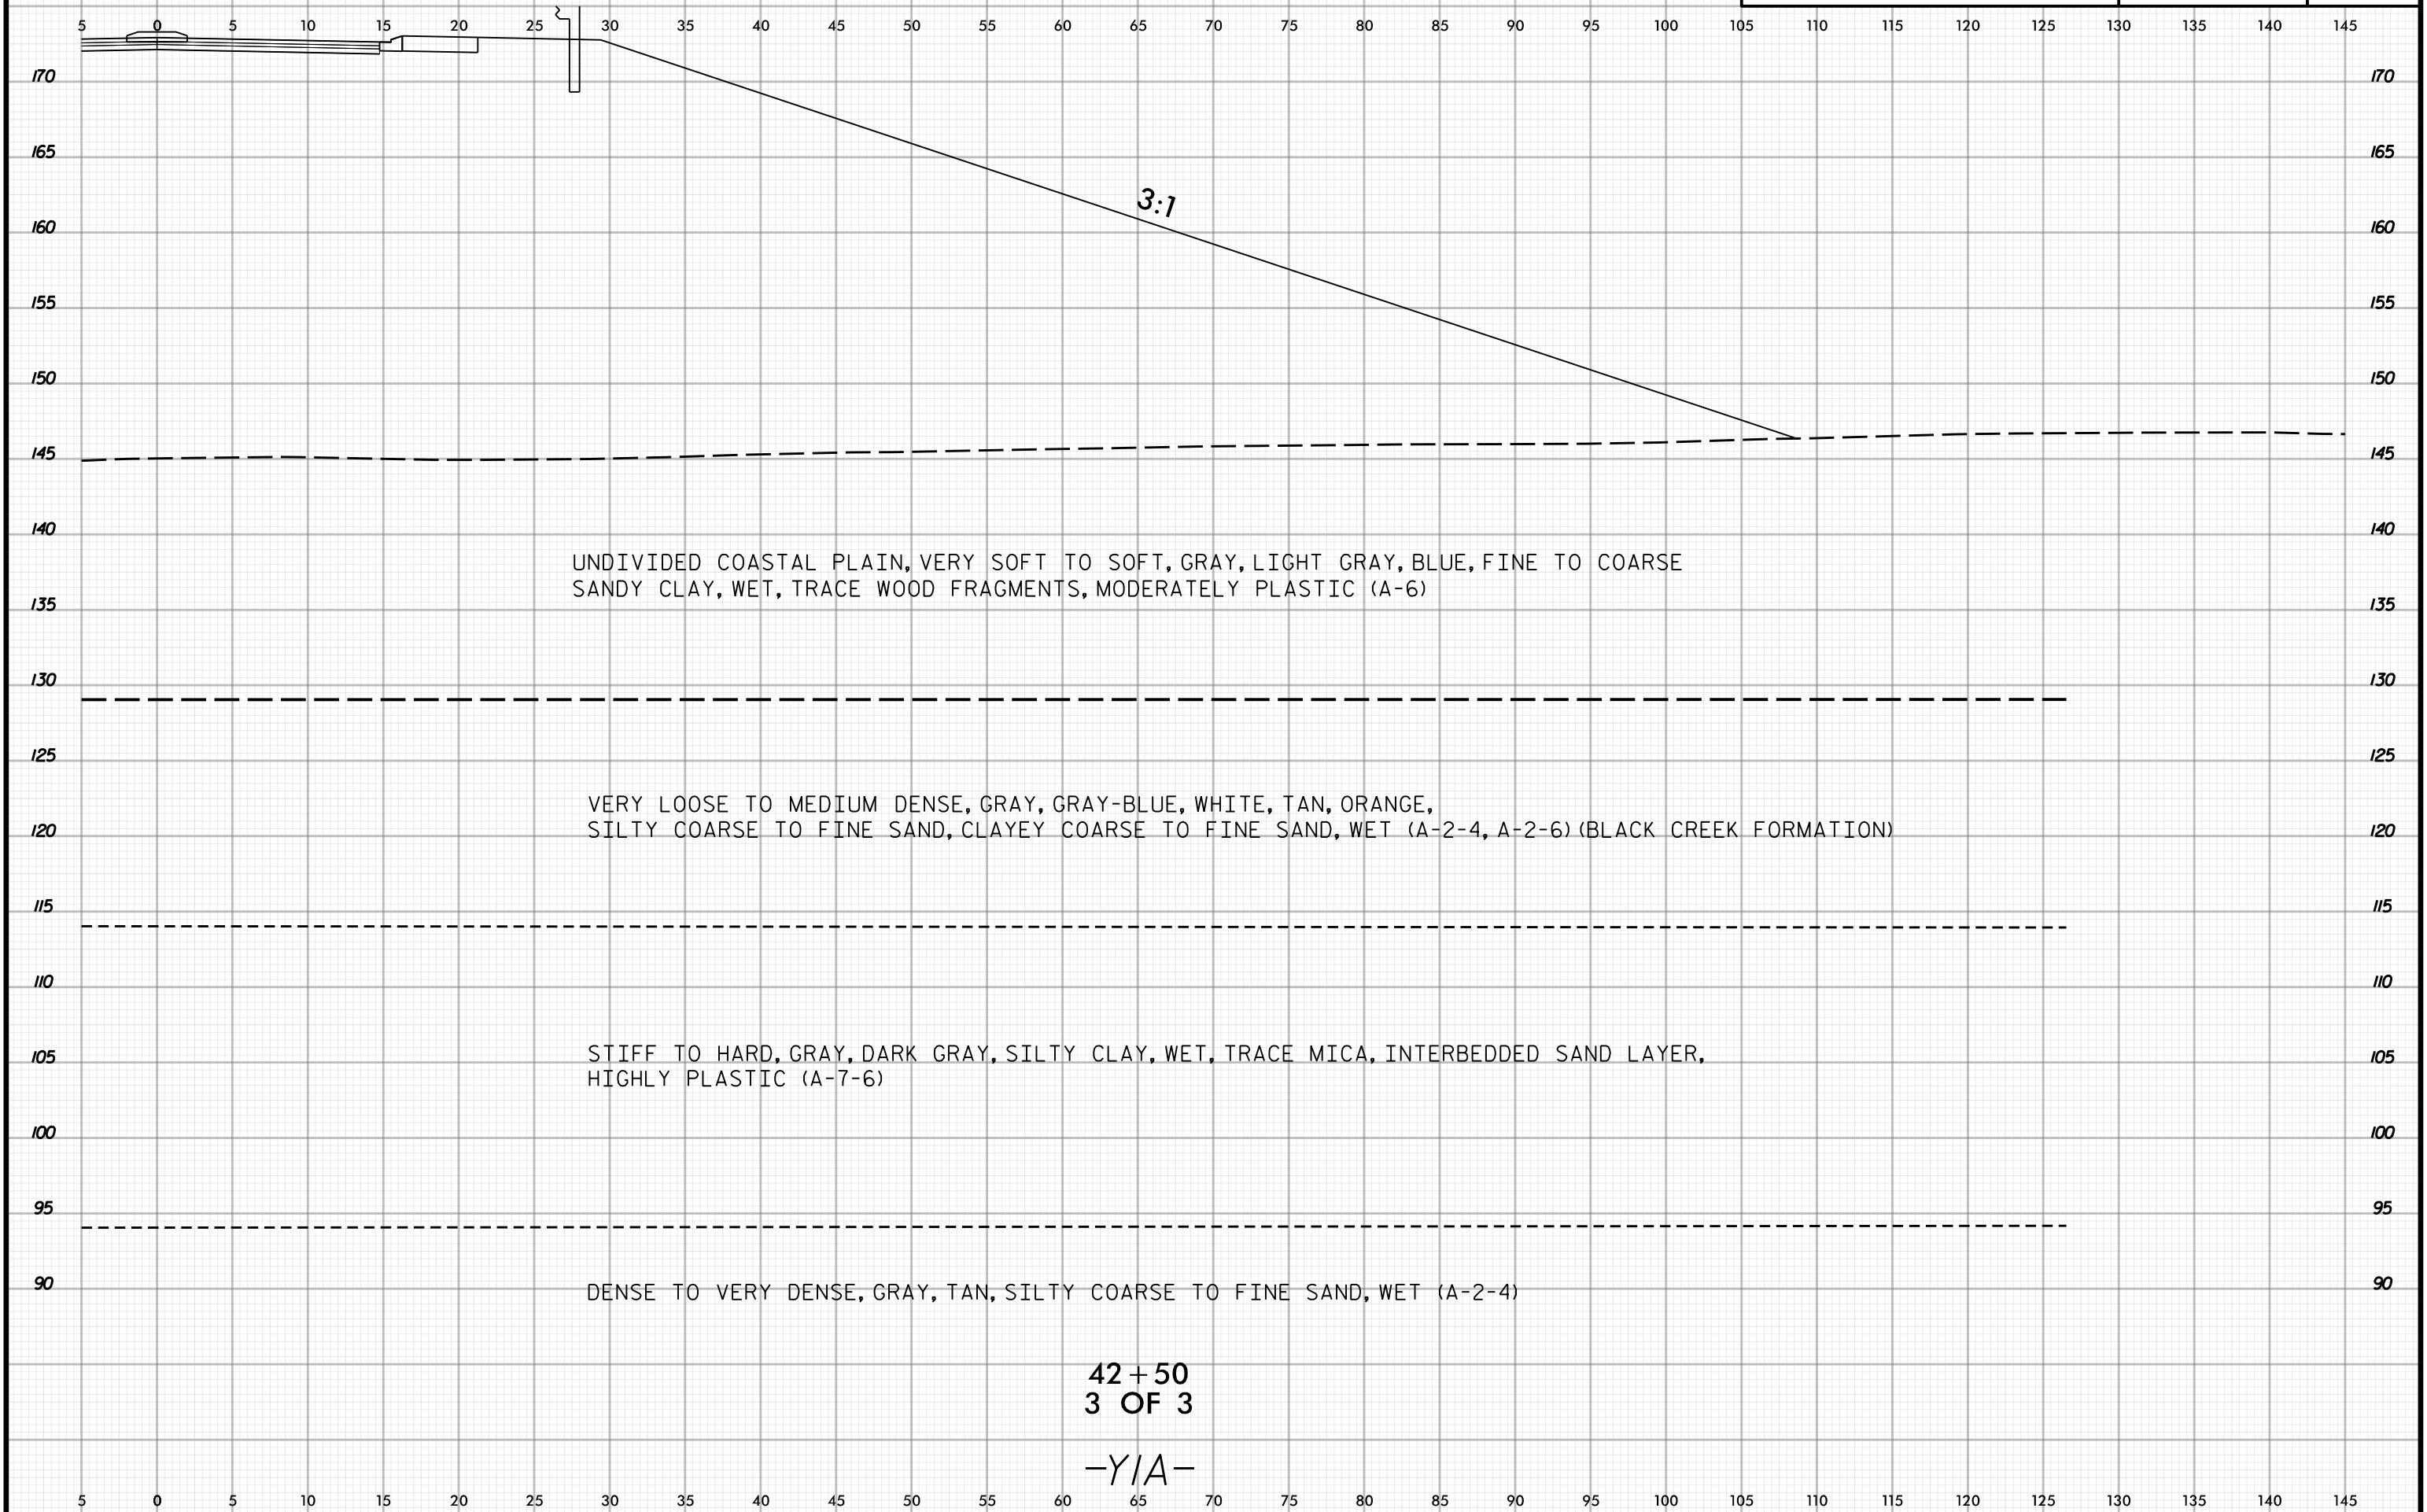 5 0 5 10 15 20 25 30 35 40 45 50 55 60 65 70 75 80 85 90 95 100 105 110 115 120 125 130 135 140 145
170 170
165 165
3:1
160 160
155 155
150 150
145 145
140 140
UNDIVIDED COASTAL PLAIN, VERY SOFT TO SOFT, GRAY, LIGHT GRAY, BLUE, FINE TO COARSE
SANDY CLAY, WET, TRACE WOOD FRAGMENTS, MODERATELY PLASTIC (A-6)
135 135
130 130
125 125
VERY LOOSE TO MEDIUM DENSE, GRAY, GRAY-BLUE, WHITE, TAN, ORANGE,
SILTY COARSE TO FINE SAND, CLAYEY COARSE TO FINE SAND, WET (A-2-4, A-2-6) (BLACK CREEK FORMATION)
120 120
115 115
110 110
STIFF TO HARD, GRAY, DARK GRAY, SILTY CLAY, WET, TRACE MICA, INTERBEDDED SAND LAYER,
105 105
HIGHLY PLASTIC (A-7-6)
100 100
95 95
90 90
DENSE TO VERY DENSE, GRAY, TAN, SILTY COARSE TO FINE SAND, WET (A-2-4)
42+50
3 OF 3
-Y1A-
5 0 5 10 15 20 25 30 35 40 45 50 55 60 65 70 75 80 85 90 95 100 105 110 115 120 125 130 135 140 145